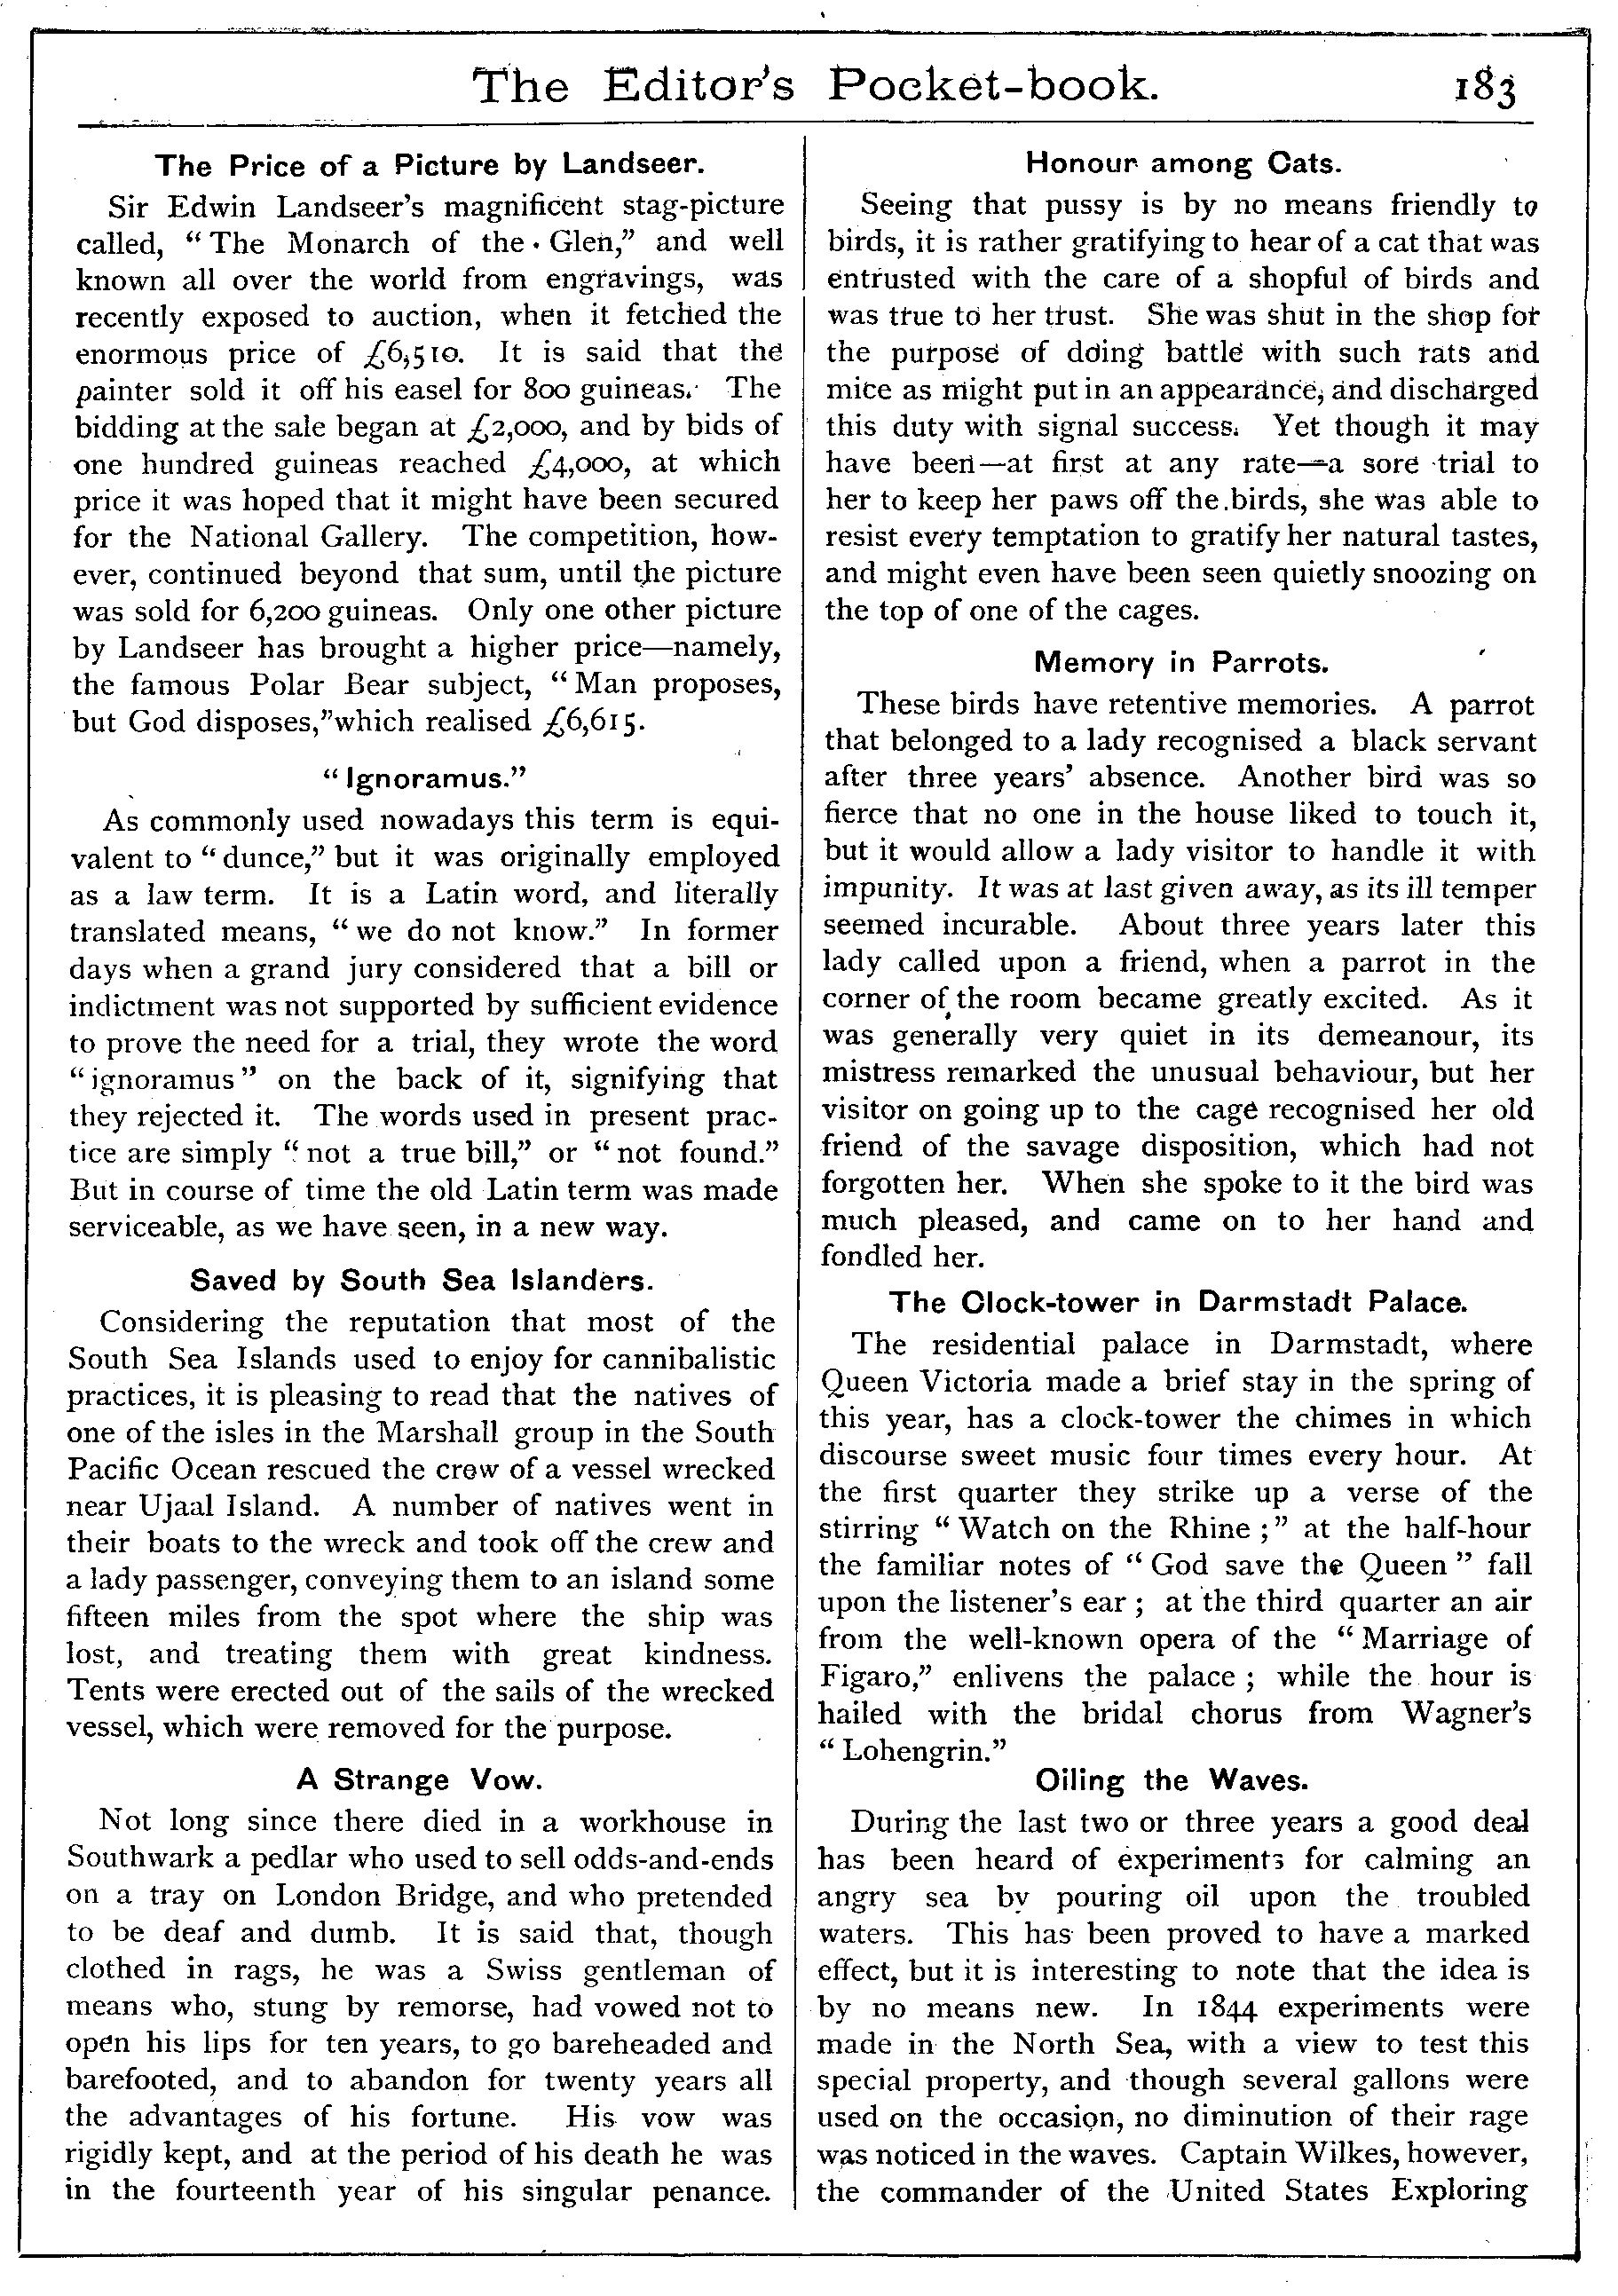 The Editor's Pocket-book.
183
The Price of a Picture by Landseer.
Sir Edwin Landseer's magnificent stag-picture
called, "The Monarch of the Glen," and well
known all over the world from engravings, was
recently exposed to auction, when it fetched the
enormous price of £6,510. It is said that the
painter sold it off his easel for 800 guineas. The
bidding at the sale began at £2,000, and by bids of
one hundred guineas reached £4,000, at which
price it was hoped that it might have been secured
for the National Gallery. The competition, how-
ever, continued beyond that sum, until the picture
was sold for 6,200 guineas. Only one other picture
by Landseer has brought a higher price—namely,
the famous Polar Bear subject, "Man proposes,
but God disposes,"which realised £6,615.
"Ignoramus."
As commonly used nowadays this term is equi-
valent to "dunce," but it was originally employed
as a law term. It is a Latin word, and literally
translated means, "we do not know." In former
days when a grand jury considered that a bill or
indictment was not supported by sufficient evidence
to prove the need for a trial, they wrote the word
"ignoramus" on the back of it, signifying that
they rejected it. The words used in present prac-
tice are simply "not a true bill," or "not found."
But in course of time the old Latin term was made
serviceable, as we have seen, in a new way.
Saved by South Sea Islanders.
Considering the reputation that most of the
South Sea Islands used to enjoy for cannibalistic
practices, it is pleasing to read that the natives of
one of the isles in the Marshall group in the South
Pacific Ocean rescued the crew of a vessel wrecked
near Ujaal Island. A number of natives went in
their boats to the wreck and took off the crew and
a lady passenger, conveying them to an island some
fifteen miles from the spot where the ship was
lost, and treating them with great kindness.
Tents were erected out of the sails of the wrecked
vessel, which were removed for the purpose.
A Strange Vow.
Not long since there died in a workhouse in
Southwark a pedlar who used to sell odds-and-ends
on a tray on London Bridge, and who pretended
to be deaf and dumb. It is said that, though
clothed in rags, he was a Swiss gentleman of
means who, stung by remorse, had vowed not to
open his lips for ten years, to go bareheaded and
barefooted, and to abandon for twenty years all
the advantages of his fortune. His vow was
rigidly kept, and at the period of his death he was
in the fourteenth year of his singular penance.
Honour among Cats.
Seeing that pussy is by no means friendly to
birds, it is rather gratifying to hear of a cat that was
entrusted with the care of a shopful of birds and
was true to her trust. She was shut in the shop for
the purpose of doing battle with such rats and
mice as might put in an appearance, and discharged
this duty with signal success. Yet though it may
have been—at first at any rate—a sore trial to
her to keep her paws off the birds, she was able to
resist every temptation to gratify her natural tastes,
and might even have been seen quietly snoozing on
the top of one of the cages.
Memory in Parrots.
These birds have retentive memories. A parrot
that belonged to a lady recognised a black servant
after three years' absence. Another bird was so
fierce that no one in the house liked to touch it,
but it would allow a lady visitor to handle it with
impunity. It was at last given away, as its ill temper
seemed incurable. About three years later this
lady called upon a friend, when a parrot in the
corner of the room became greatly excited. As it
was generally very quiet in its demeanour, its
mistress remarked the unusual behaviour, but her
visitor on going up to the cage recognised her old
friend of the savage disposition, which had not
forgotten her. When she spoke to it the bird was
much pleased, and came on to her hand and
fondled her.
The Clock-tower in Darmstadt Palace.
The residential palace in Darmstadt, where
Queen Victoria made a brief stay in the spring of
this year, has a clock-tower the chimes in which
discourse sweet music four times every hour. At
the first quarter they strike up a verse of the
stirring "Watch on the Rhine;" at the half-hour
the familiar notes of "God save the Queen" fall
upon the listener's ear; at the third quarter an air
from the well-known opera of the "Marriage of
Figaro," enlivens the palace; while the hour is
hailed with the bridal chorus from Wagner's
"Lohengrin."
Oiling the Waves.
During the last two or three years a good deal
has been heard of experiments for calming an
angry sea by pouring oil upon the troubled
waters. This has been proved to have a marked
effect, but it is interesting to note that the idea is
by no means new. In 1844 experiments were
made in the North Sea, with a view to test this
special property, and though several gallons were
used on the occasion, no diminution of their rage
was noticed in the waves. Captain Wilkes, however,
the commander of the United States Exploring